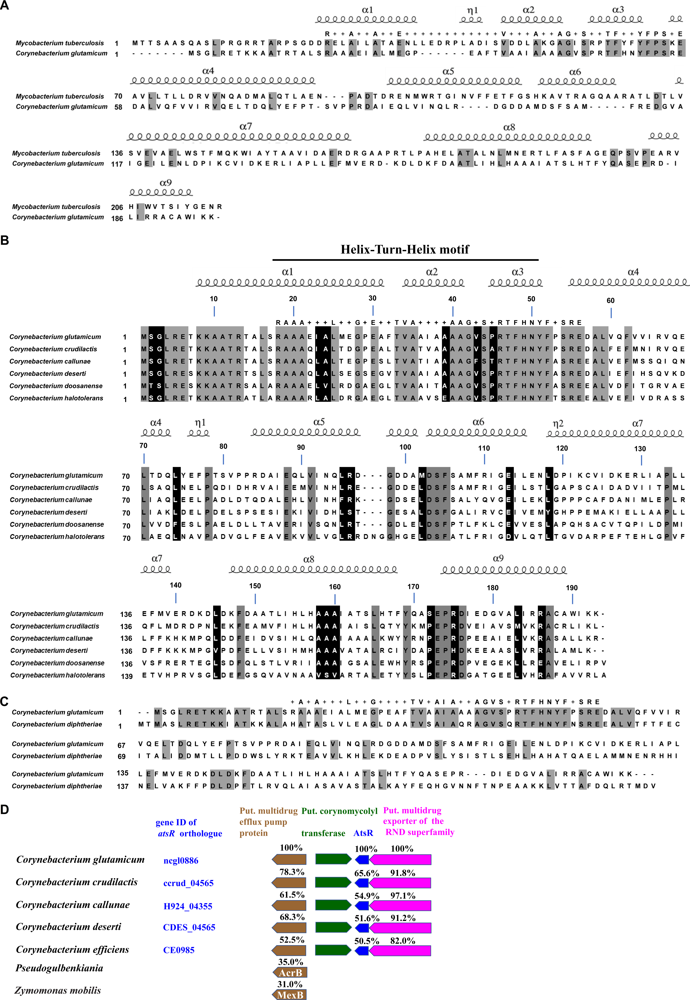 A
α1 η1 α2 α3
R + + A + + A + + E + + + + + + + + + + + + V + + + A + + A G + S + + T F + + Y F P S + E
Mycobacterium tuberculosis 1 M T T S A A S Q A S L P R G R R T A R P S G D D R E L A I L A T A E N L L E D R P L A D I S V D D L A K G A G I S R P T F Y F Y F P S K E
Corynebacterium glutamicum 1 - - - - - - - M S G L R E T K K A A T R T A L S R A A A E I A L M E G P - - - - - - E A F T V A A I A A A A G V S P R T F H N Y F P S R E
α4 α5 α6
Mycobacterium tuberculosis 70 A V L L T L L D R V V N Q A D M A L Q T L A E N - - - P A D T D R E N M W R T G I N V F F E T F G S H K A V T R A G Q A A R A T L D T L V
Corynebacterium glutamicum 58 D A L V Q F V V I R V Q E L T D Q L Y E F P T - S V P P R D A I E Q L V I N Q L R - - - - D G D D A M D S F S A M - - - - - F R E D G V A
α7 α8
Mycobacterium tuberculosis 136 S V E V A E L W S T F M Q K W I A Y T A A V I D A E R D R G A A P R T L P A H E L A T A L N L M N E R T L F A S F A G E Q P S V P E A R V
Corynebacterium glutamicum 117 I G E I L E N L D P I K C V I D K E R L I A P L L E F M V E R D - K D L D K F D A A T L I H L H A A A I A T S L H T F Y Q A S E P R D - I
α9
Mycobacterium tuberculosis 206 H I W V T S I Y G E N R
Corynebacterium glutamicum 186 L I R R A C A W I K K -
B
Helix-Turn-Helix motif
α1 α2 α3 α4
10 20 30 40 50 60
R A A A + + + L + + G + E + + T V A + + + + A A G + S + R T F H N Y F + S R E
Corynebacterium glutamicum 1 M S G L R E T K K A A T R T A L S R A A A E I A L M E G P E A F T V A A I A A A A G V S P R T F H N Y F P S R E D A L V Q F V V I R V Q E
Corynebacterium crudilactis 1 M S G L R E T K K A A T R T A L S R A A A Q I A L T D G P E A L T V A T V A A A A G V S A R T F H N Y F P S R E D A L F E F M N I R V Q E
Corynebacterium callunae 1 M S G L R E T K K A A T R T A L S R A A A Q L A L T E G P E S L T V A T I A A A A G F S T R T F H N Y F A S R E E A L V E F M S S Q I Q N
Corynebacterium deserti 1 M S G L R E S K K A A T R T S L S R A A A Q L A L S E G S E G V T V A A I A A A A G V S P R T F H N Y F A S R E D A L I E F I H S Q V K D
Corynebacterium doosanense 1 M T S L R E S K K A A T R S A L A R A A A E L V L R D G A E G L T V A A I T A A A G V S P R T F H N Y F A S R E E A L V D F I T G R V A E
Corynebacterium halotolerans 1 M S G L R E T K K A A T R A T L A R A A A R L A L D R G A E G L T V A A V S E A A G V S P R T F H N Y F T S R E E A L V E F I V D R A S S
α4 η1 α5 α6 η2 α7
70 80 90 100 110 120 130
Corynebacterium glutamicum 70 L T D Q L Y E F P T S V P P R D A I E Q L V I N Q L R D - - - G D D A M D S F S A M F R I G E I L E N L D P I K C V I D K E R L I A P L L
Corynebacterium crudilactis 70 L S A Q L N E L P Q D I D H R V A I E E M V I N H L R E - - - G D D E L D S F S A M F R I G E I L S T L G A P S C A I D A D V I I T P M L
Corynebacterium callunae 70 L I A Q L E E L P A D L D T Q D A L E H L V I N H F R K - - - G D S E L D S F S A L Y Q V G E I L E K L G P P P C A F D A N I M L E P L R
Corynebacterium deserti 70 L I A K L D E L P D E L S P S E S I E K I V I D H L S T - - - G E S A L D S F G A L I R V C E I V E M Y G H P P E M A K I E L L A A P L L
Corynebacterium doosanense 70 L V V D F E S L P A E L D L L T A V E R I V S Q N L R T - - - G D L E L D S F P T L F K L C E V V E S L A P Q H S A C V T Q P I L D P M I
Corynebacterium halotolerans 70 L A E Q L N A V P A D V G L F E A V E K V V L V G L R R D N G G H G E L D S F A T L F R I G D V L Q T L T G V D A R P E F T E H L G P V F
α7 α8 α9
140 150 160 170 180 190
Corynebacterium glutamicum 136 E F M V E R D K D L D K F D A A T L I H L H A A A I A T S L H T F Y Q A S E P R D I E D G V A L I R R A C A W I K K -
Corynebacterium crudilactis 136 Q F L M D R D P N L E K F E A M V F I H L H A A A I A I S L Q T Y Y K M P E P R D V E I A V S M V K R A C R L I K L -
Corynebacterium callunae 136 L F F K H K M P Q L D D F E I D V S I H L Q A A A I A A A L K W Y Y R N P E P R D P E E A I E L V K R A S A L L K R -
Corynebacterium deserti 136 D F F K K K M P G V P D F E L L V S I H M H A A A V A T A L R C I Y D A P E P H D K E E A A S L V R R A L A M L K - -
Corynebacterium doosanense 136 V S F R E R T E G L S D F Q L S T L V R I I A A A I G S A L E W H Y R S P E P R D P V E G E K L L R E A V E L I R P V
Corynebacterium halotolerans 139 E T V H P R V S G L D E F G S Q V A V N A A V S V A R T A L E T Y Y S L P E P R D G A T G E E L V H R A F A V V R L A
C
+ A + A + + + L + + G + + + + T V + A I A + + A G V S + R T F H N Y F + S R E
Corynebacterium glutamicum 1 - - M S G L R E T K K A A T R T A L S R A A A E I A L M E G P E A F T V A A I A A A A G V S P R T F H N Y F P S R E D A L V Q F V V I R
Corynebacterium diphtheriae 1 M T M A S L R E T K K I A T K K A L A H A T A S L V L E A G L D A A T V S A I A Q R A G V S Q R T F H N Y F N S R E E A L V T F T F E C
Corynebacterium glutamicum 67 V Q E L T D Q L Y E F P T S V P P R D A I E Q L V I N Q L R D G D D A M D S F S A M F R I G E I L E N L D P I K C V I D K E R L I A P L
Corynebacterium diphtheriae 69 I T A L I D D M T L L P D D W S L Y R K T E A V V L K H L E K D E A D P V S L Y S I S T L S E H L H A H A T Q A E L A M M N E N R H H I
Corynebacterium glutamicum 135 L E F M V E R D K D L D K F D A A T L I H L H A A A I A T S L H T F Y Q A S E P R - - - D I E D G V A L I R R A C A W I K K - - -
Corynebacterium diphtheriae 137 N E L V A K F F P D L D P F T L R V Q L A I A S A V A S T A L K A Y F E Q H G V N N F T N P E A A K K L V T T A F D Q L R T M D V
D
gene ID of
atsR orthologue
Put. multidrug
efflux pump
protein
Put. corynomycolyl
transferase
AtsR
Put. multidrug
exporter of the
RND superfamily
100% 100% 100%
Corynebacterium glutamicum ncgl0886
78.3% 65.6% 91.8%
Corynebacterium crudilactis ccrud_04565
61.5% 54.9% 97.1%
Corynebacterium callunae H924_04355
68.3% 51.6% 91.2%
Corynebacterium deserti CDES_04565
52.5% 50.5% 82.0%
Corynebacterium efficiens CE0985
35.0%
Pseudogulbenkiania AcrB
31.0%
Zymomonas mobilis MexB